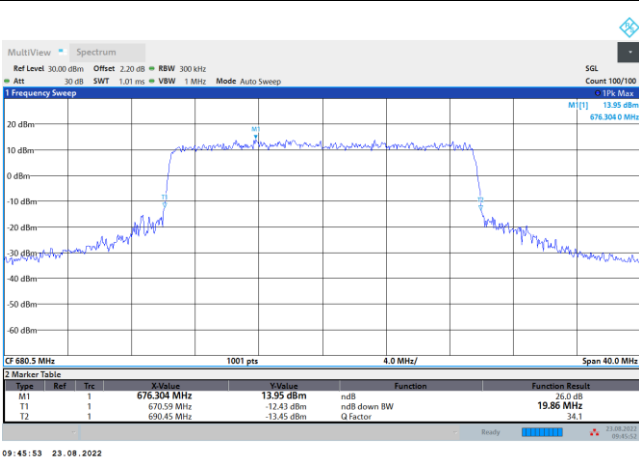 MultiView Spectrum
Ref Level 30.00 dBm Offset 2.20 dB RBW 300 kHz SGL
Att 30 dB SWT 1.01 ms VBW 1 MHz Mode Auto Sweep Count 100/100
1 Frequency Sweep 1Pk Max
M1[1] 13.95 dBm
676.304 0 MHz
20 dBm
M1
10 dBm
0 dBm
-10 dBm
-20 dBm
-30 dBm
-40 dBm
-50 dBm
-60 dBm
CF 680.5 MHz 1001 pts 4.0 MHz/ Span 40.0 MHz
2 Marker Table
Type Ref Trc X-Value Y-Value Function Function Result
M1 1 676.304 MHz 13.95 dBm ndB 26.0 dB
T1 1 670.59 MHz -12.43 dBm ndB down BW 19.86 MHz
T2 1 690.45 MHz -13.45 dBm Q Factor 34.1
Ready 23.08.2022
09:45:52
09:45:53 23.08.2022